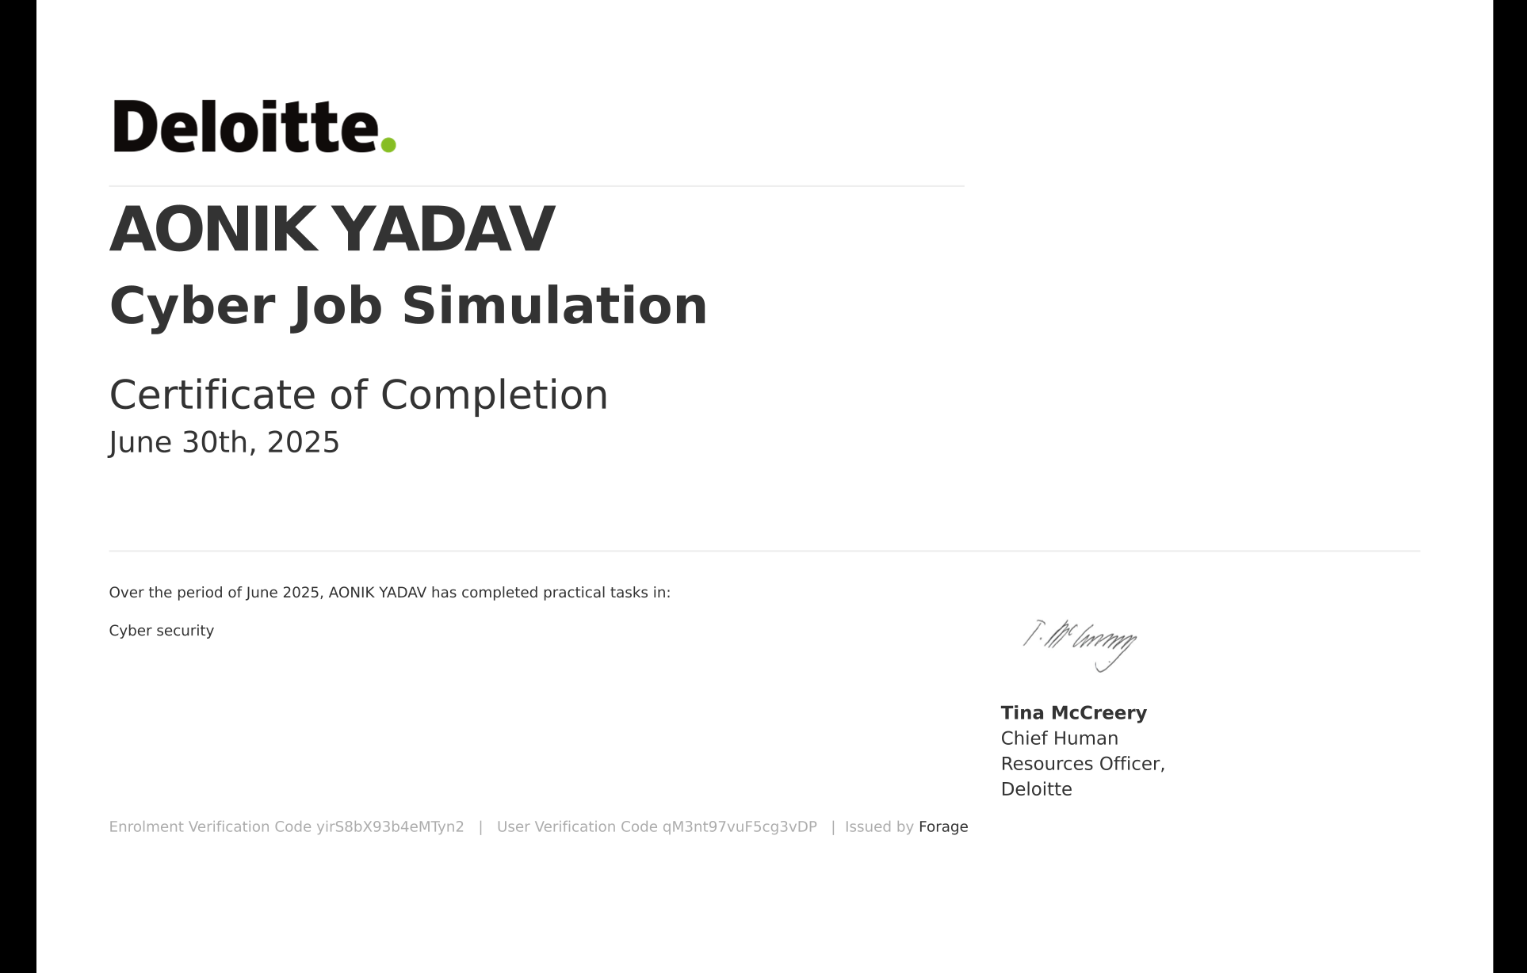 Deloitte.
AONIK YADAV
Cyber Job Simulation
Certificate of Completion
June 30th, 2025
Over the period of June 2025, AONIK YADAV has completed practical tasks in:
Cyber security
T. McCreery
Tina McCreery
Chief Human
Resources Officer,
Deloitte
Enrolment Verification Code yirS8bX93b4eMTyn2 | User Verification Code qM3nt97vuF5cg3vDP | Issued by Forage